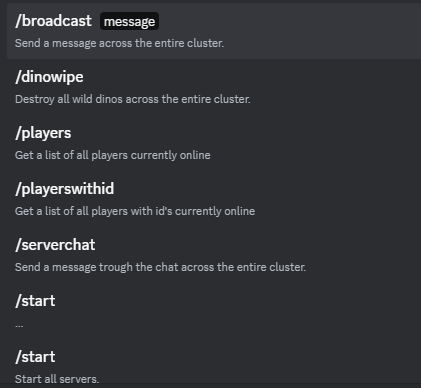 /broadcast message
Send a message across the entire cluster.
/dinowipe
Destroy all wild dinos across the entire cluster.
/players
Get a list of all players currently online
/playerswithid
Get a list of all players with id's currently online
/serverchat
Send a message trough the chat across the entire cluster.
/start
...
/start
Start all servers.